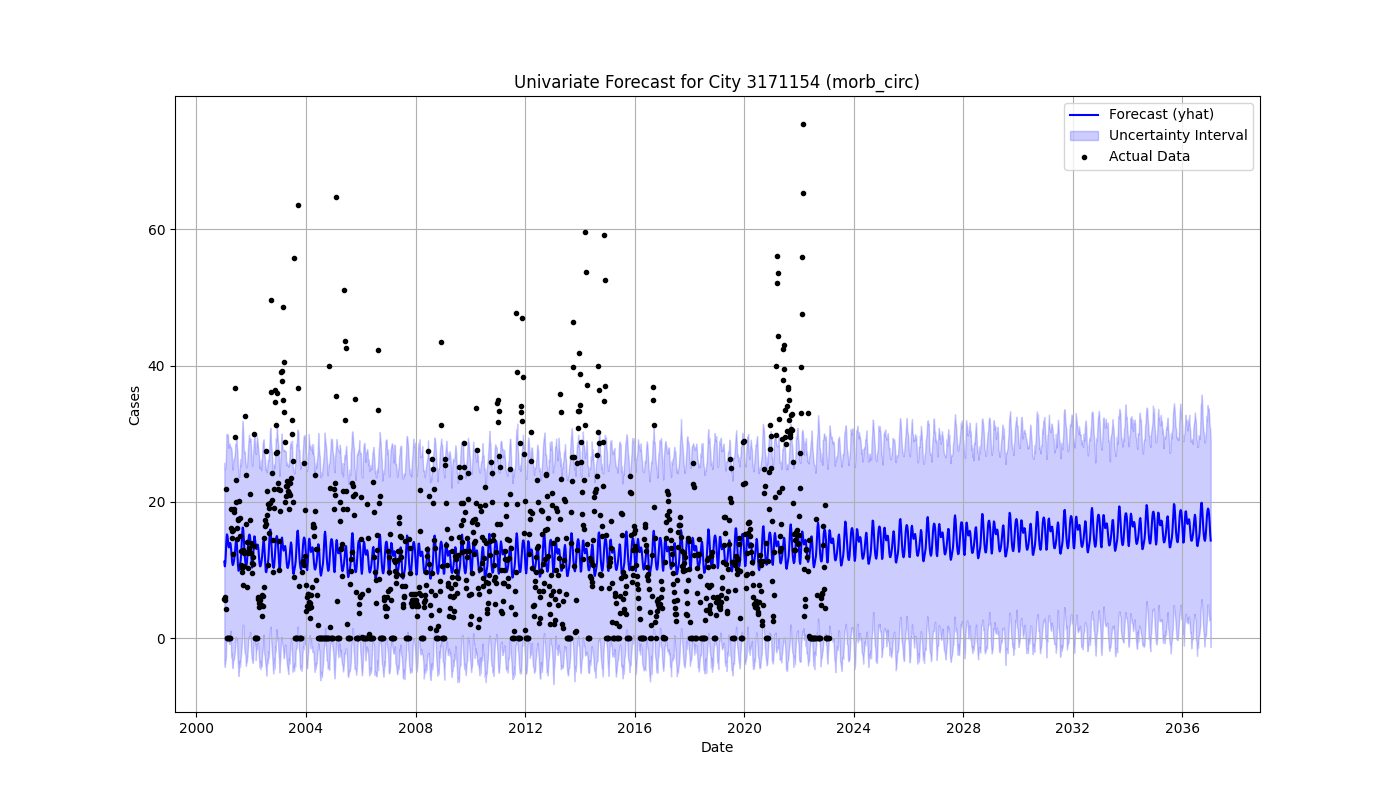 Univariate Forecast for City 3171154 (morb_circ)
Forecast (yhat)
Uncertainty Interval
Actual Data
Cases
60
40
20
0
2000 2004 2008 2012 2016 2020 2024 2028 2032 2036
Date